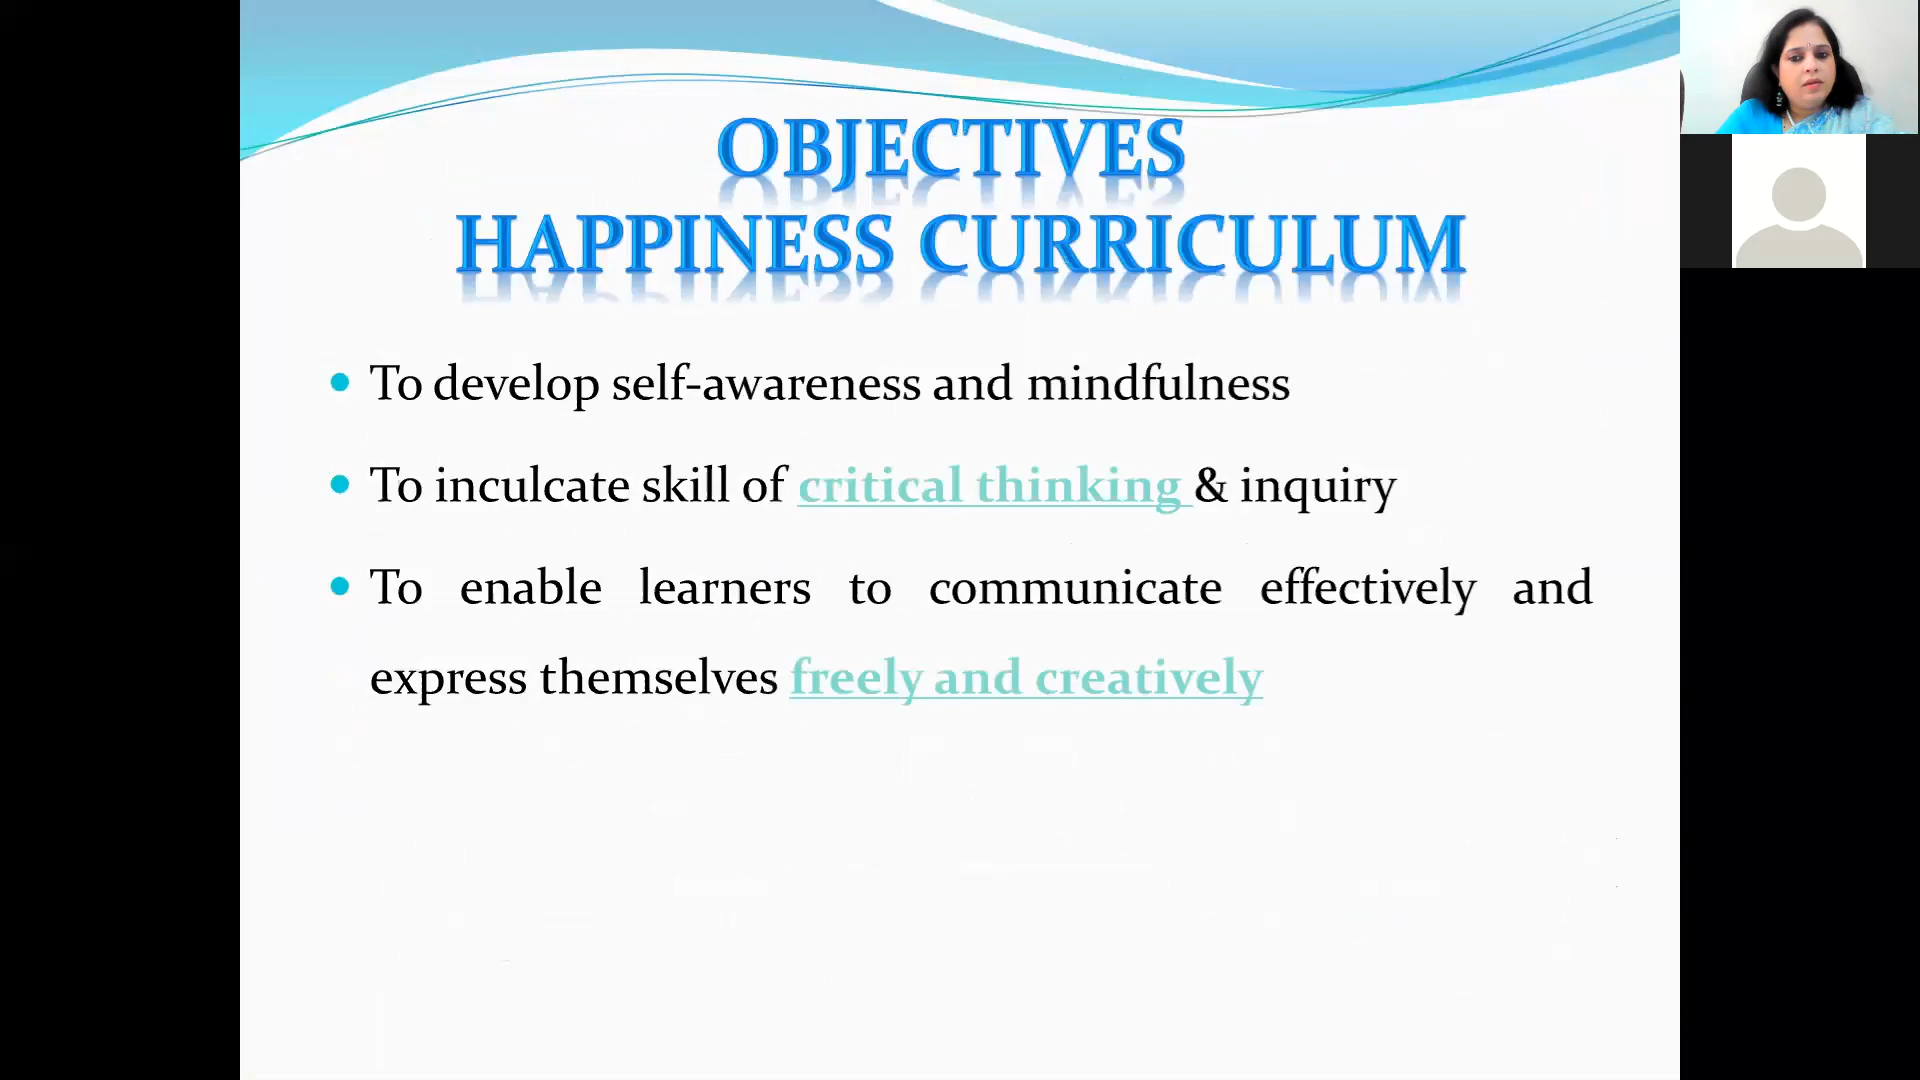 OBJECTIVES
HAPPINESS CURRICULUM
• To develop self-awareness and mindfulness
• To inculcate skill of critical thinking & inquiry
• To enable learners to communicate effectively and
express themselves freely and creatively